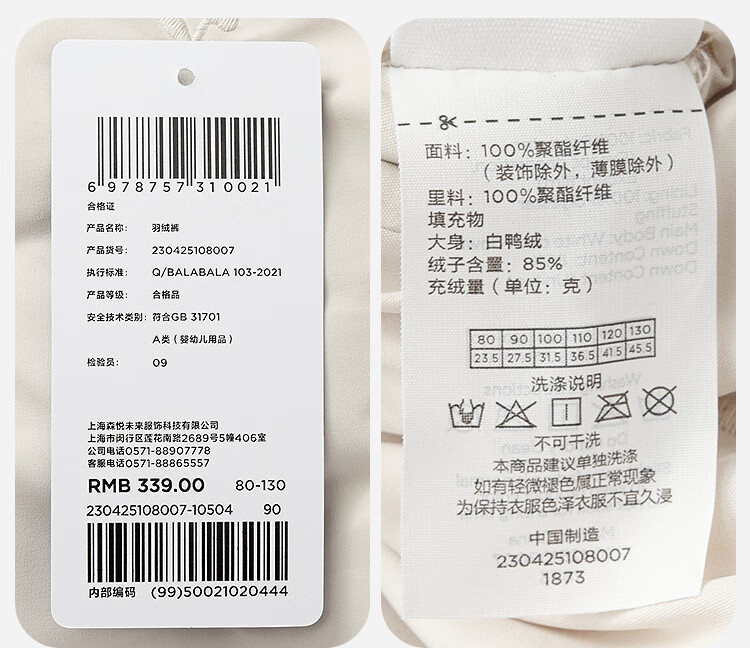 6 978757 310021
合格证
产品名称: 羽绒裤
产品货号: 230425108007
执行标准: Q/BALABALA 103-2021
产品等级: 合格品
安全技术类别: 符合GB 31701
A类(婴幼儿用品)
检验员: 09
上海森悦未来服饰科技有限公司
上海市闵行区莲花南路2689号5幢406室
公司电话0571-88907778
客服电话0571-88865557
RMB 339.00 80-130
230425108007-10504 90
内部编码 (99)50021020444
面料: 100%聚酯纤维
(装饰除外,薄膜除外)
里料: 100%聚酯纤维
填充物
大身: 白鸭绒
绒子含量: 85%
充绒量(单位: 克)
80 90 100 110 120 130
23.5 27.5 31.5 36.5 41.5 45.5
洗涤说明
不可干洗
本商品建议单独洗涤
如有轻微褪色属正常现象
为保持衣服色泽衣服不宜久浸
中国制造
230425108007
1873